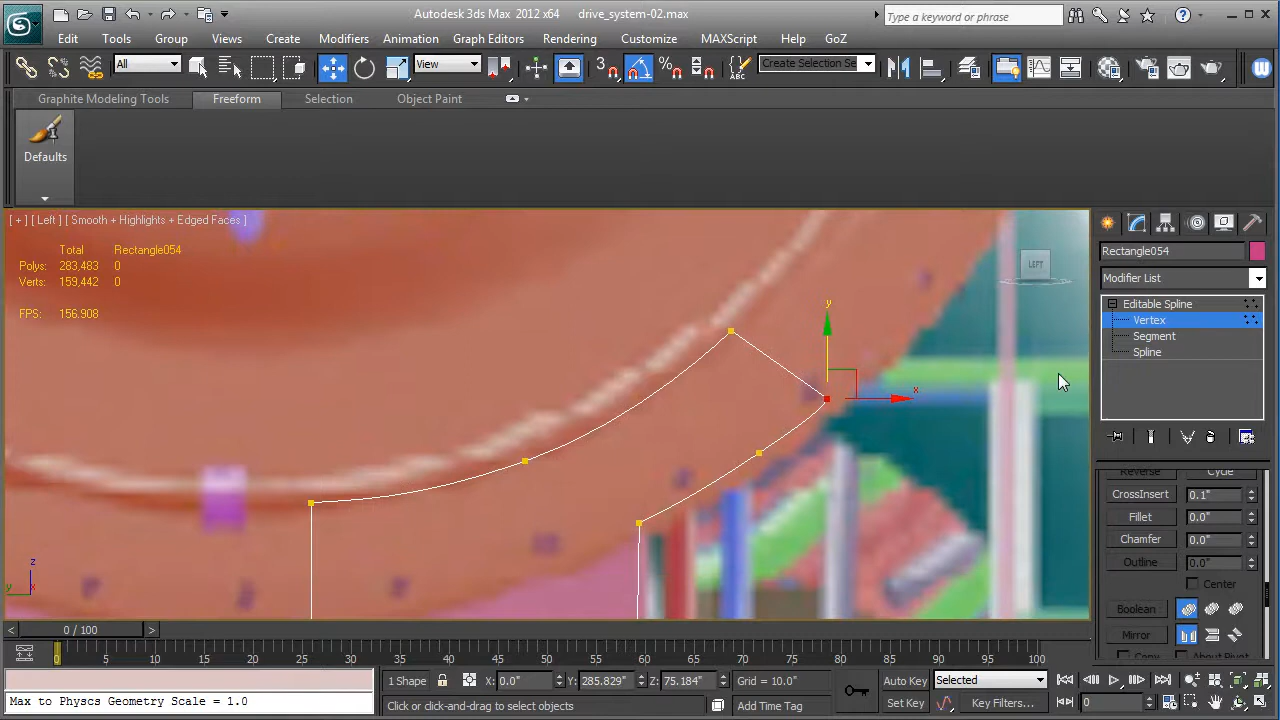 Autodesk 3ds Max 2012 x64 drive_system-02.max
Type a keyword or phrase
Edit Tools Group Views Create Modifiers Animation Graph Editors Rendering Customize MAXScript Help GoZ
All View 3 ABC Create Selection Se
Graphite Modeling Tools Freeform Selection Object Paint
Defaults
[ + ] [ Left ] [ Smooth + Highlights + Edged Faces ]
Total Rectangle054
Polys: 283,483 0
Verts: 159,442 0
FPS: 156.908
LEFT
y
x
z
y x
Rectangle054
Modifier List
Editable Spline
Vertex
Segment
Spline
Reverse Cycle
CrossInsert 0.1"
Fillet 0.0"
Chamfer 0.0"
Outline 0.0"
Center
Boolean
Mirror
Copy About Pivot
< 0 / 100 >
0 5 10 15 20 25 30 35 40 45 50 55 60 65 70 75 80 85 90 95 100
1 Shape X: 0.0" Y: 285.829" Z: 75.184" Grid = 10.0" Auto Key Selected
Max to Physcs Geometry Scale = 1.0 Click or click-and-drag to select objects Add Time Tag Set Key Key Filters... 0